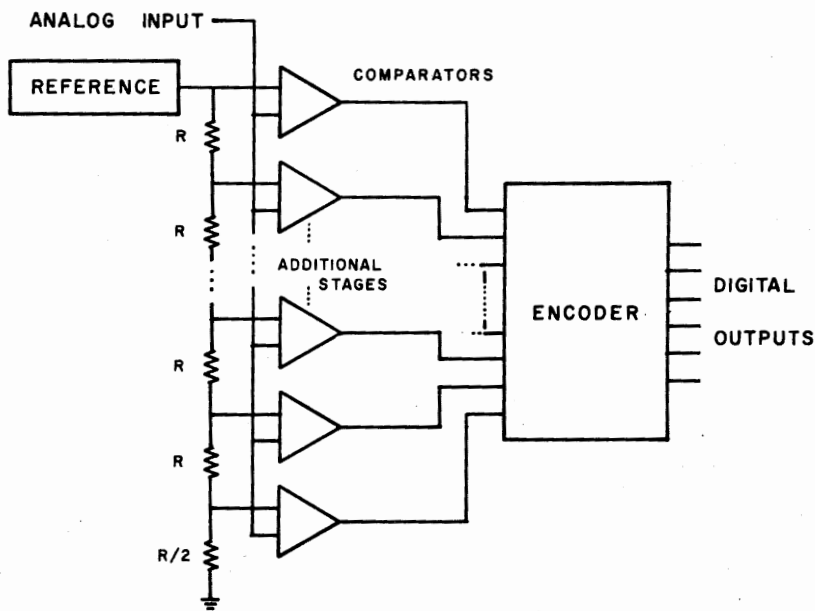 ANALOG INPUT
REFERENCE
COMPARATORS
R
R
ADDITIONAL
STAGES
ENCODER
DIGITAL
OUTPUTS
R
R
R/2